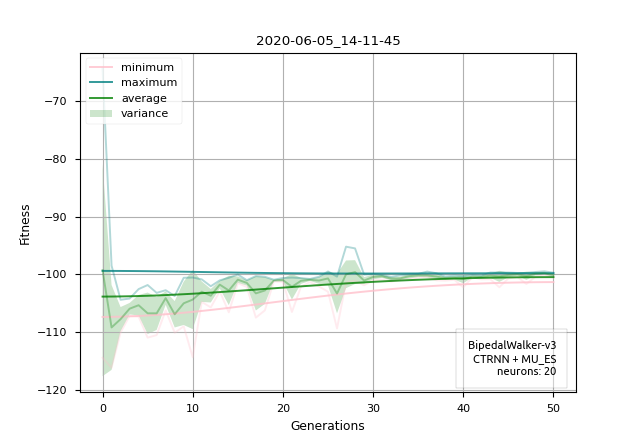 2020-06-05_14-11-45
minimum
maximum
average
variance
Fitness
−70
−80
−90
−100
−110
−120
BipedalWalker-v3
CTRNN + MU_ES
neurons: 20
0 10 20 30 40 50
Generations